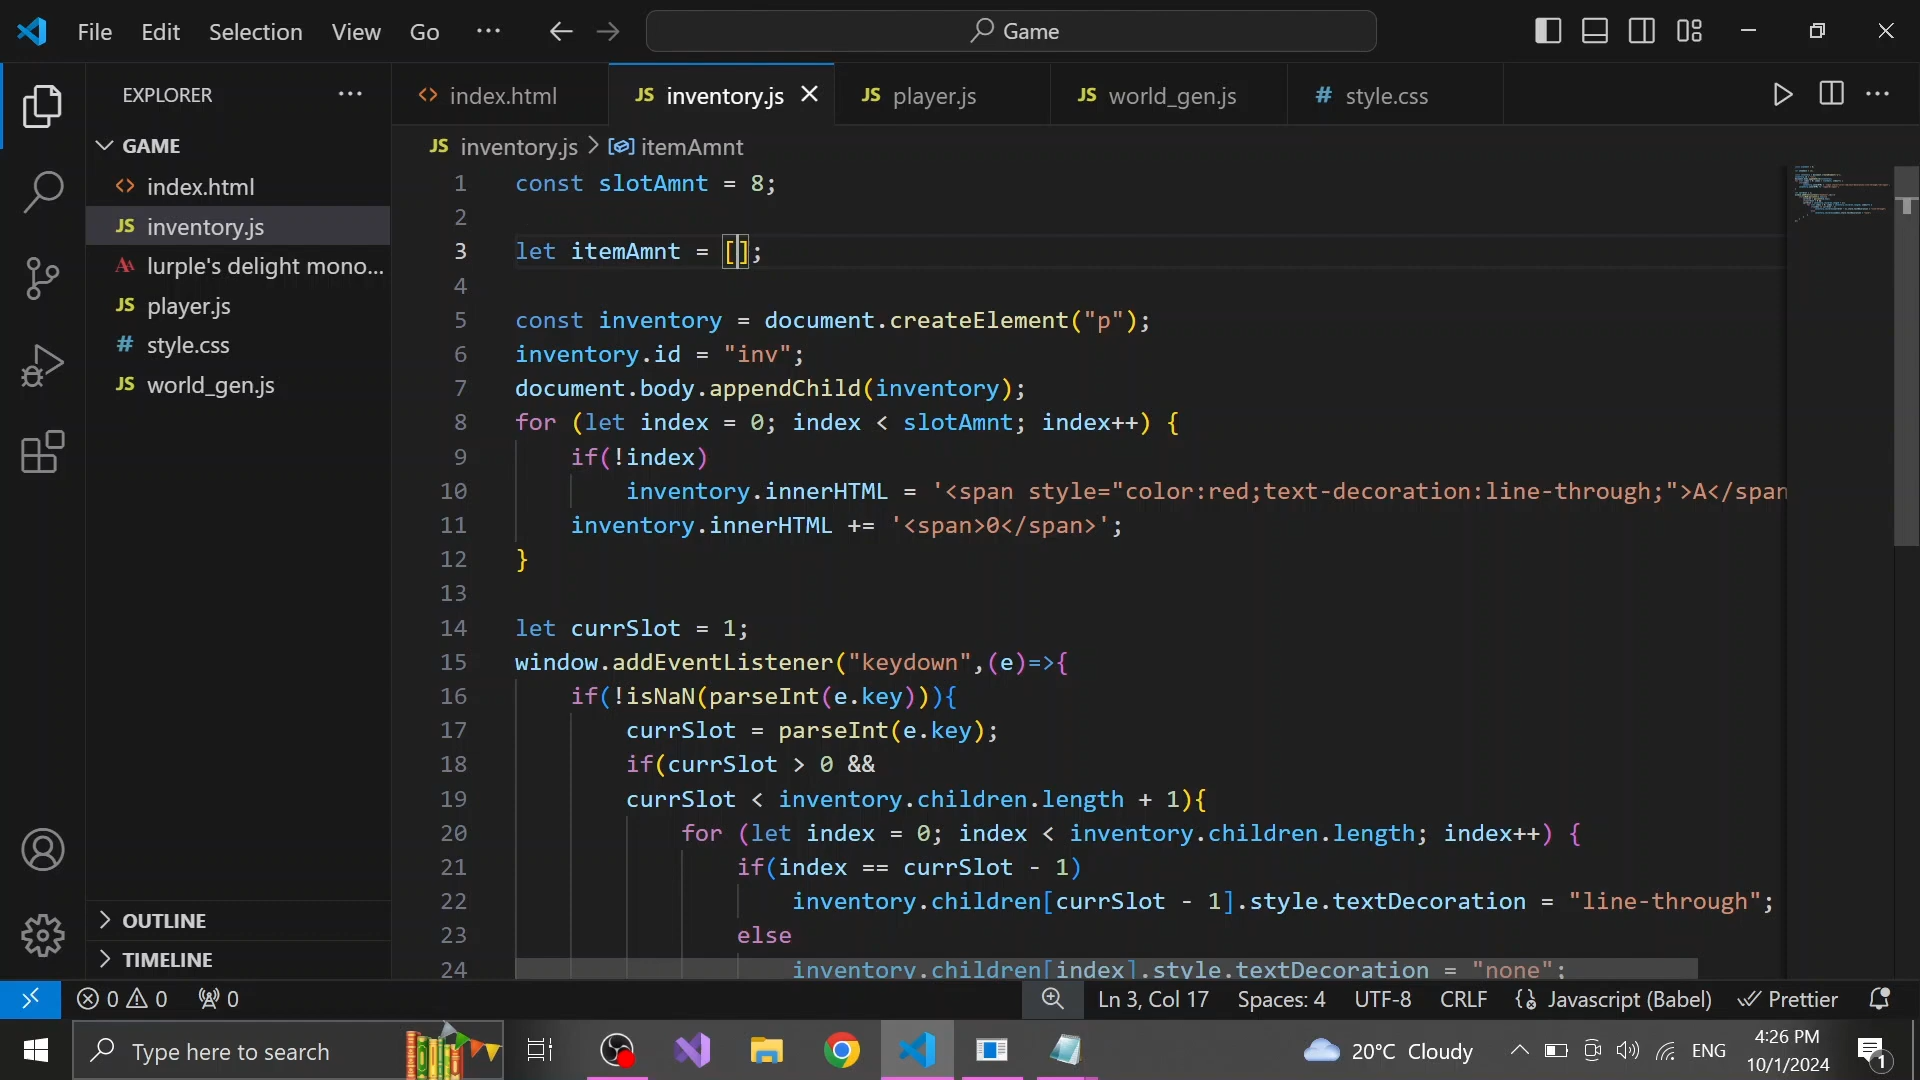 File Edit Selection View Go ··· Game
EXPLORER ···
GAME
<> index.html
JS inventory.js
lurple's delight mono...
JS player.js
# style.css
JS world_gen.js
OUTLINE
TIMELINE
<> index.html JS inventory.js JS player.js JS world_gen.js # style.css
JS inventory.js > itemAmnt
1 const slotAmnt = 8;
2
3 let itemAmnt = [];
4
5 const inventory = document.createElement("p");
6 inventory.id = "inv";
7 document.body.appendChild(inventory);
8 for (let index = 0; index < slotAmnt; index++) {
9 if(!index)
10 inventory.innerHTML = '<span style="color:red;text-decoration:line-through;">A</span
11 inventory.innerHTML += '<span>0</span>';
12 }
13
14 let currSlot = 1;
15 window.addEventListener("keydown",(e)=>{
16 if(!isNaN(parseInt(e.key))){
17 currSlot = parseInt(e.key);
18 if(currSlot > 0 &&
19 currSlot < inventory.children.length + 1){
20 for (let index = 0; index < inventory.children.length; index++) {
21 if(index == currSlot - 1)
22 inventory.children[currSlot - 1].style.textDecoration = "line-through";
23 else
24 inventory.children[index].style.textDecoration = "none";
0 0 0 Ln 3, Col 17 Spaces: 4 UTF-8 CRLF Javascript (Babel) Prettier
Type here to search 20°C Cloudy ENG 4:26 PM
10/1/2024 1